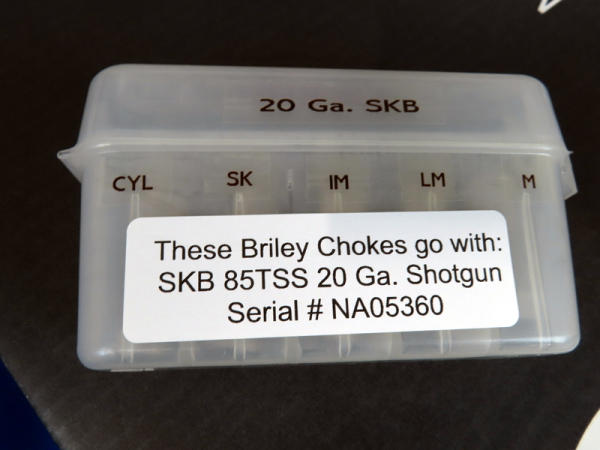 20 Ga. SKB
CYL SK IM LM M
These Briley Chokes go with:
SKB 85TSS 20 Ga. Shotgun
Serial # NA05360